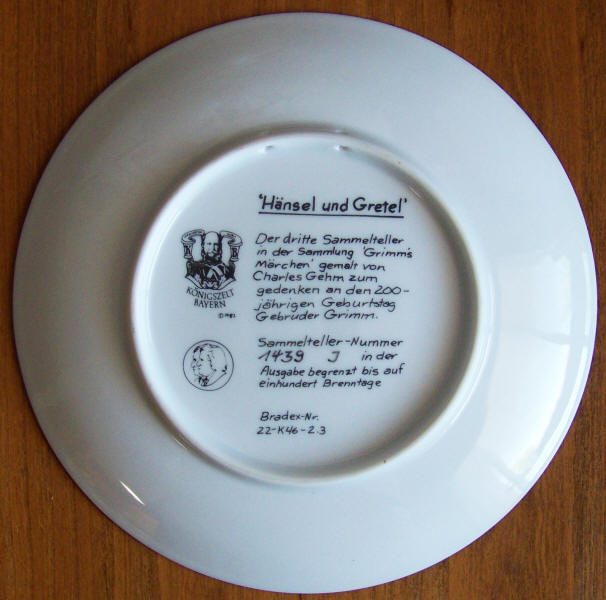 'Hänsel und Gretel'
Der dritte Sammelteller
in der Sammlung 'Grimm's
Märchen' gemalt von
Charles Gehm zum
gedenken an den 200-
jährigen Geburtstag
Gebrüder Grimm.
KÖNIGSZELT
BAYERN
Sammelteller-Nummer
1439 J in der
Ausgabe begrenzt bis auf
einhundert Brenntage
Bradex-Nr.
22-K46-2.3